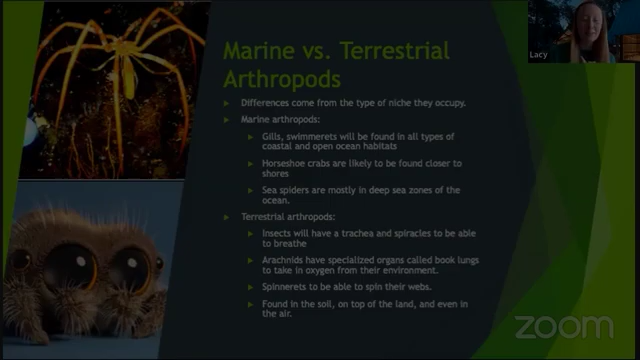 Marine vs. Terrestrial
Arthropods
Differences come from the type of niche they occupy.
Marine arthropods:
Gills, swimmerets will be found in all types of
coastal and open ocean habitats
Horseshoe crabs are likely to be found closer to
shores
Sea spiders are mostly in deep sea zones of the
ocean.
Terrestrial arthropods:
Insects will have a trachea and spiracles to be able
to breathe
Arachnids have specialized organs called book lungs
to take in oxygen from their environment.
Spinnerets to be able to spin their webs.
Found in the soil, on top of the land, and even in
the air.
Lacy
zoom